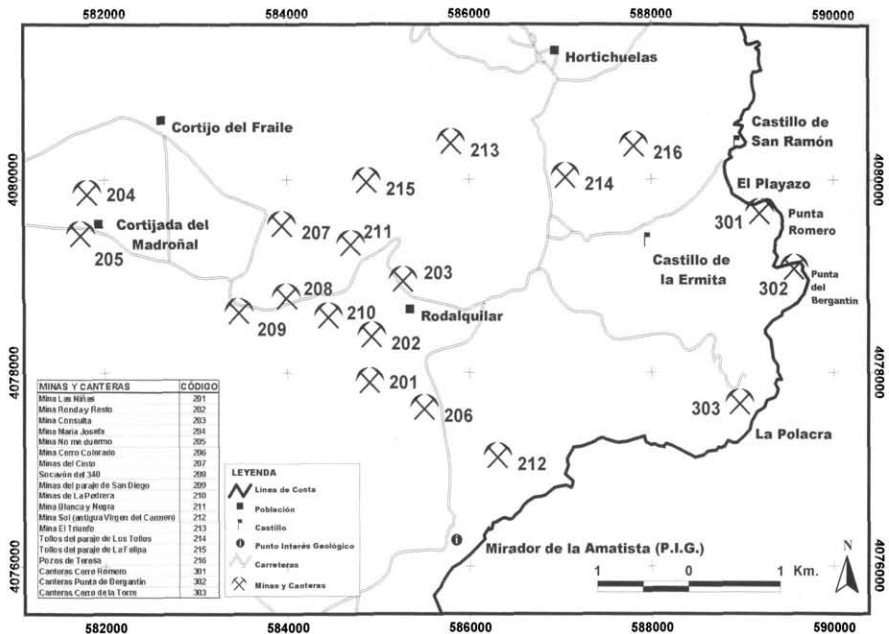 582000 584000 586000 588000 590000
Hortichuelas
Cortijo del Fraile
Castillo de
San Ramón
213
216
4080000
4080000
204
215
214
El Playazo
Cortijada del
Madroñal
207
211
301
Punta
Romero
205
203
Castillo de
la Ermita
302
Punta
del
Bergantín
208
209
210
Rodalquilar
202
4078000
4078000
201
206
303
La Polacra
212
MINAS Y CANTERAS CÓDIGO
Mina Las Niñas 201
Mina Ronda y Resto 202
Mina Consulta 203
Mina María Josefa 204
Mina No me duermo 205
Mina Cerro Colorado 206
Minas del Cinto 207
Socavón del 340 208
Minas del paraje de San Diego 209
Minas de La Pedrera 210
Mina Blanca y Negra 211
Mina Sol (antigua Virgen del Carmen) 212
Mina El Triunfo 213
Tollos del paraje de Los Tollos 214
Tollos del paraje de La Felipa 215
Pozos de Teresa 216
Canteras Cerro Romero 301
Canteras Punta de Bergantín 302
Canteras Cerro de la Torre 303
LEYENDA
Línea de Costa
Población
Castillo
Punto Interés Geológico
Carreteras
Minas y Canteras
Mirador de la Amatista (P.I.G.)
4076000
4076000
1 0 1 Km.
N
582000 584000 586000 588000 590000